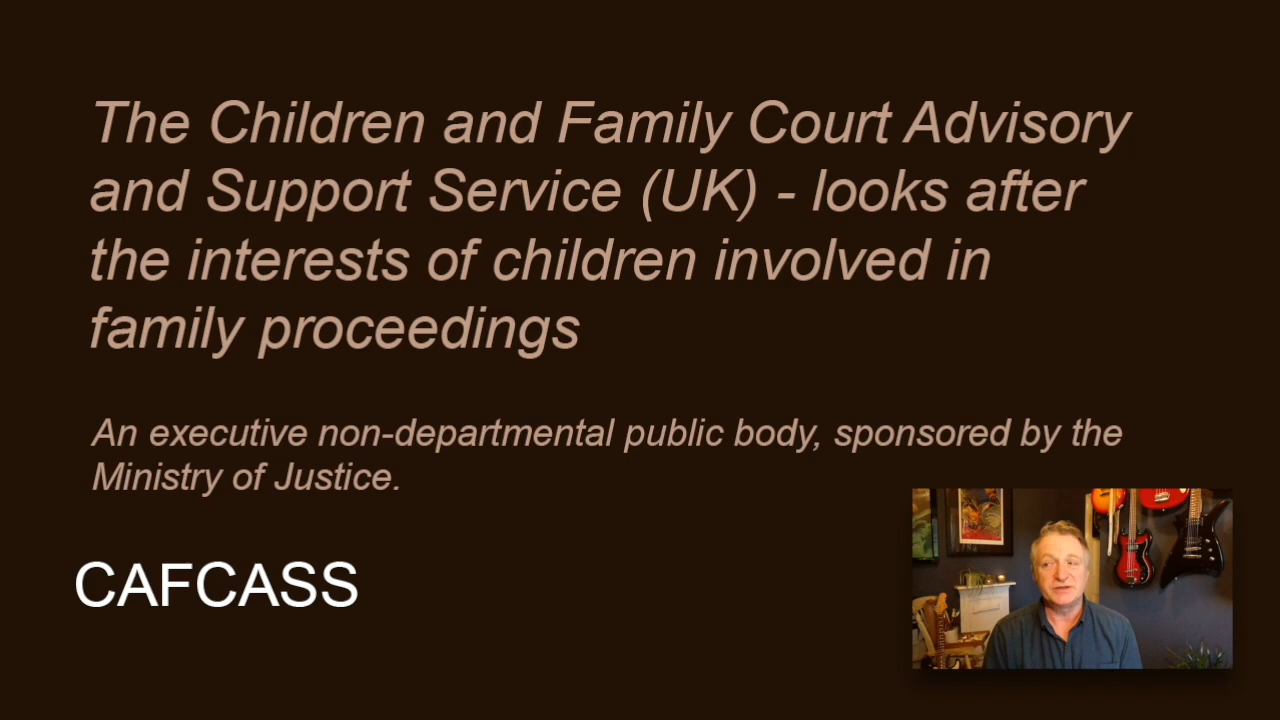 The Children and Family Court Advisory
and Support Service (UK) - looks after
the interests of children involved in
family proceedings
An executive non-departmental public body, sponsored by the
Ministry of Justice.
CAFCASS